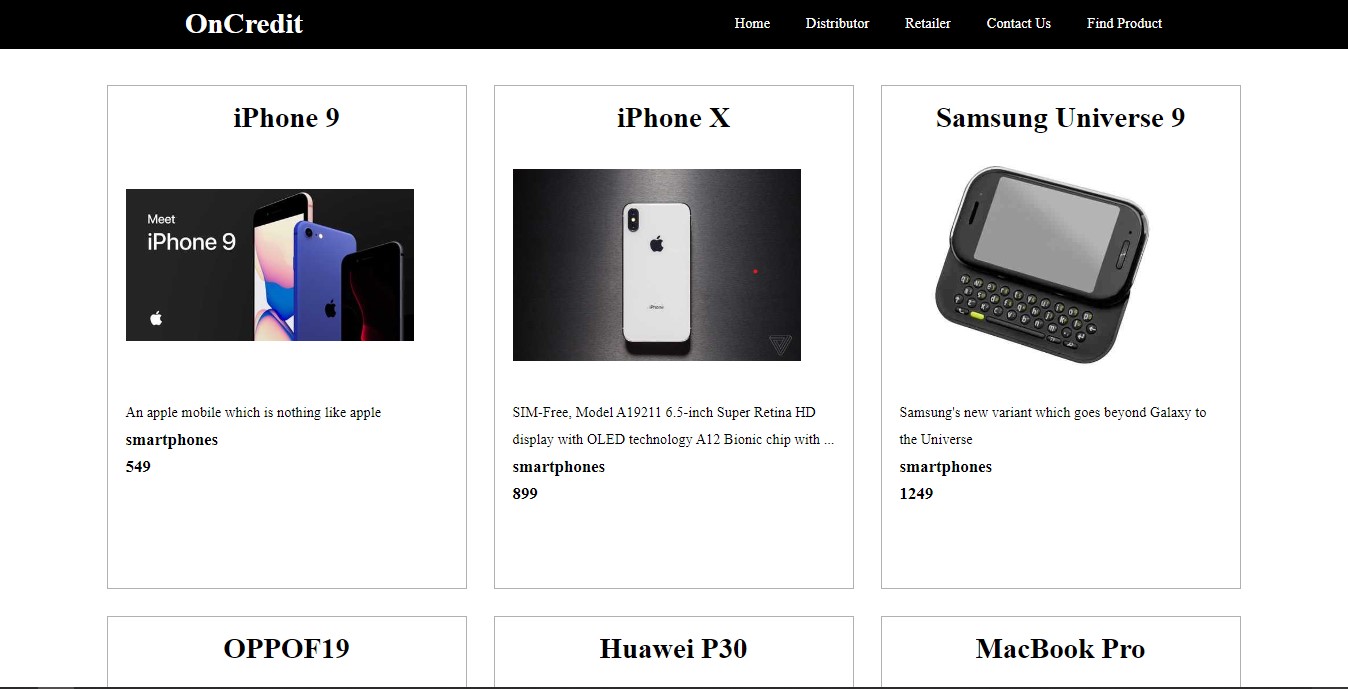 OnCredit
Home
Distributor
Retailer
Contact Us
Find Product
iPhone 9
Meet
iPhone 9
An apple mobile which is nothing like apple
smartphones
549
iPhone X
iPhone
SIM-Free, Model A19211 6.5-inch Super Retina HD
display with OLED technology A12 Bionic chip with ...
smartphones
899
Samsung Universe 9
Samsung's new variant which goes beyond Galaxy to
the Universe
smartphones
1249
OPPOF19
Huawei P30
MacBook Pro